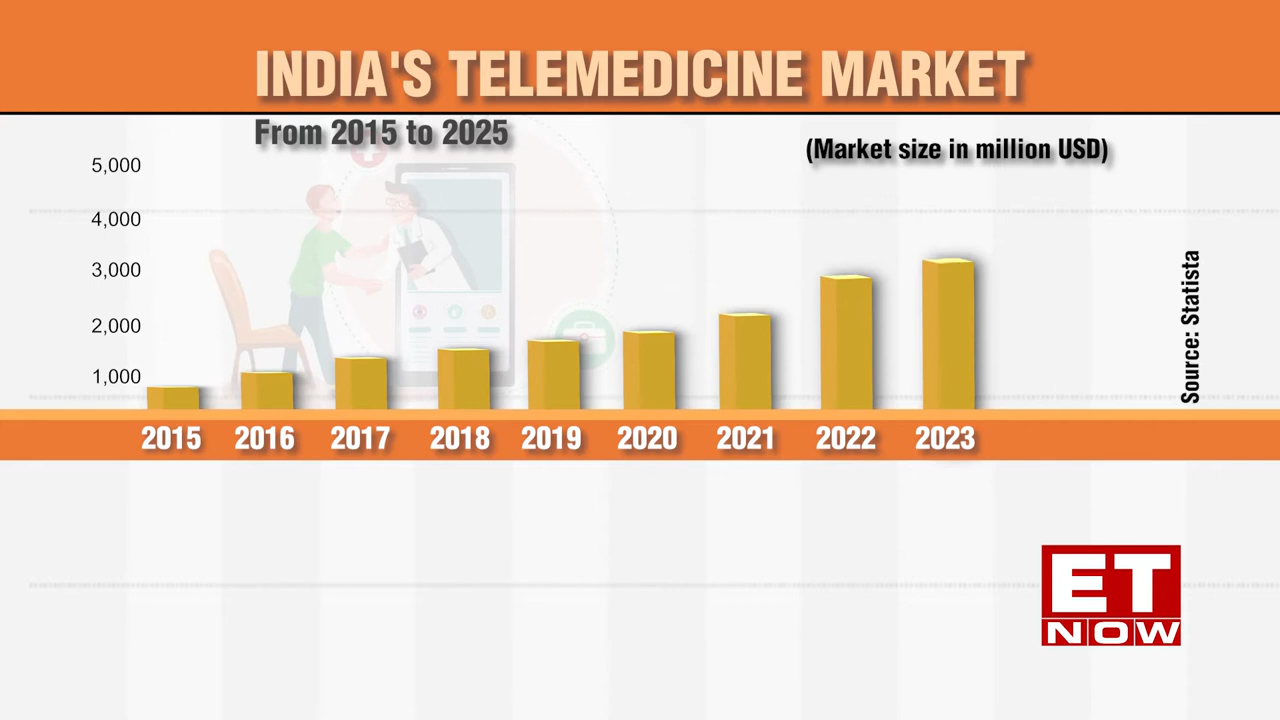 INDIA'S TELEMEDICINE MARKET
From 2015 to 2025
(Market size in million USD)
5,000
4,000
3,000
2,000
1,000
2015 2016 2017 2018 2019 2020 2021 2022 2023
Source: Statista
ET
NOW